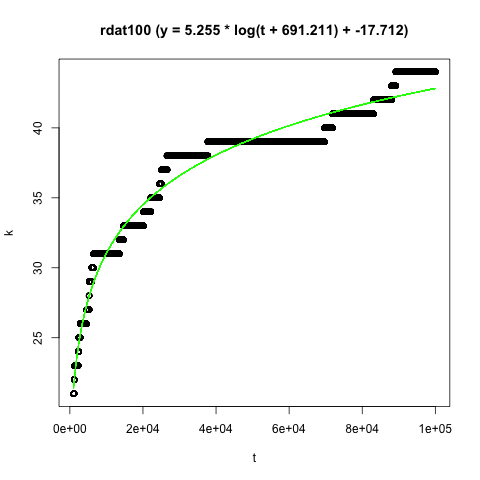 rdat100 (y = 5.255 * log(t + 691.211) + -17.712)
k
40
35
30
25
0e+00 2e+04 4e+04 6e+04 8e+04 1e+05
t